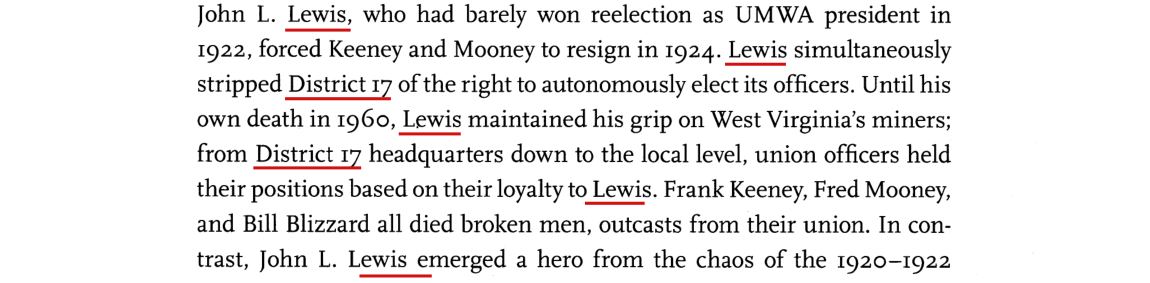 John L. Lewis, who had barely won reelection as UMWA president in
1922, forced Keeney and Mooney to resign in 1924. Lewis simultaneously
stripped District 17 of the right to autonomously elect its officers. Until his
own death in 1960, Lewis maintained his grip on West Virginia’s miners;
from District 17 headquarters down to the local level, union officers held
their positions based on their loyalty to Lewis. Frank Keeney, Fred Mooney,
and Bill Blizzard all died broken men, outcasts from their union. In con-
trast, John L. Lewis emerged a hero from the chaos of the 1920–1922